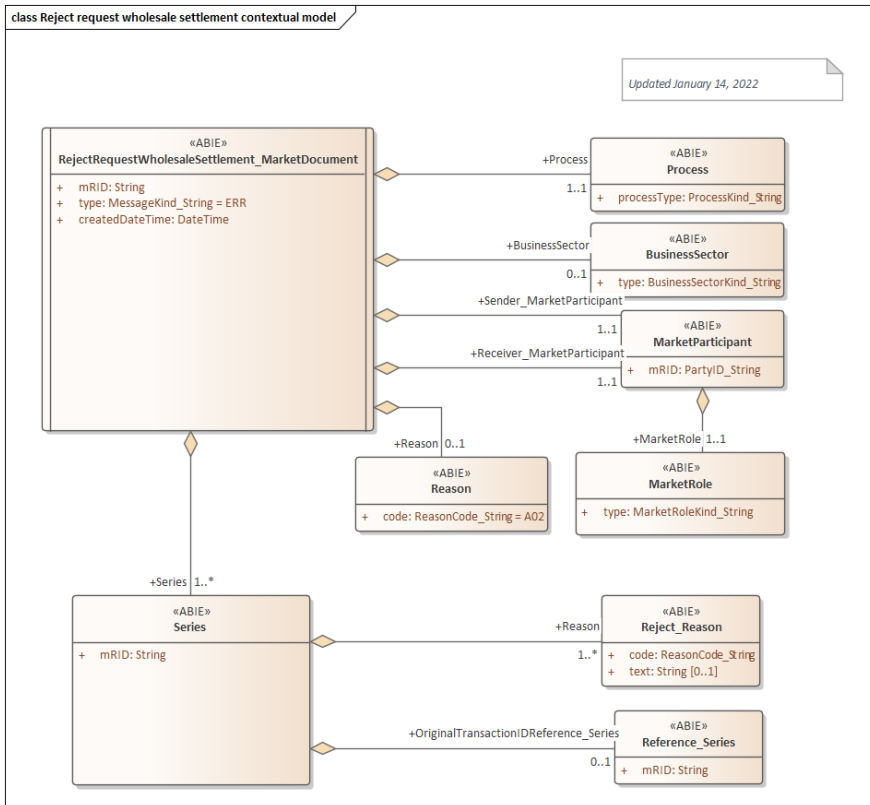 class Reject request wholesale settlement contextual model
Updated January 14, 2022
«ABIE»
RejectRequestWholesaleSettlement_MarketDocument
+ mRID: String
+ type: MessageKind_String = ERR
+ createdDateTime: DateTime
+Process
1..1
«ABIE»
Process
+ processType: ProcessKind_String
+BusinessSector
0..1
«ABIE»
BusinessSector
+ type: BusinessSectorKind_String
+Sender_MarketParticipant
1..1
+Receiver_MarketParticipant
1..1
«ABIE»
MarketParticipant
+ mRID: PartyID_String
+MarketRole 1..1
«ABIE»
MarketRole
+ type: MarketRoleKind_String
+Reason 0..1
«ABIE»
Reason
+ code: ReasonCode_String = A02
+Series 1..*
«ABIE»
Series
+ mRID: String
+Reason
1..*
«ABIE»
Reject_Reason
+ code: ReasonCode_String
+ text: String [0..1]
+OriginalTransactionIDReference_Series
0..1
«ABIE»
Reference_Series
+ mRID: String